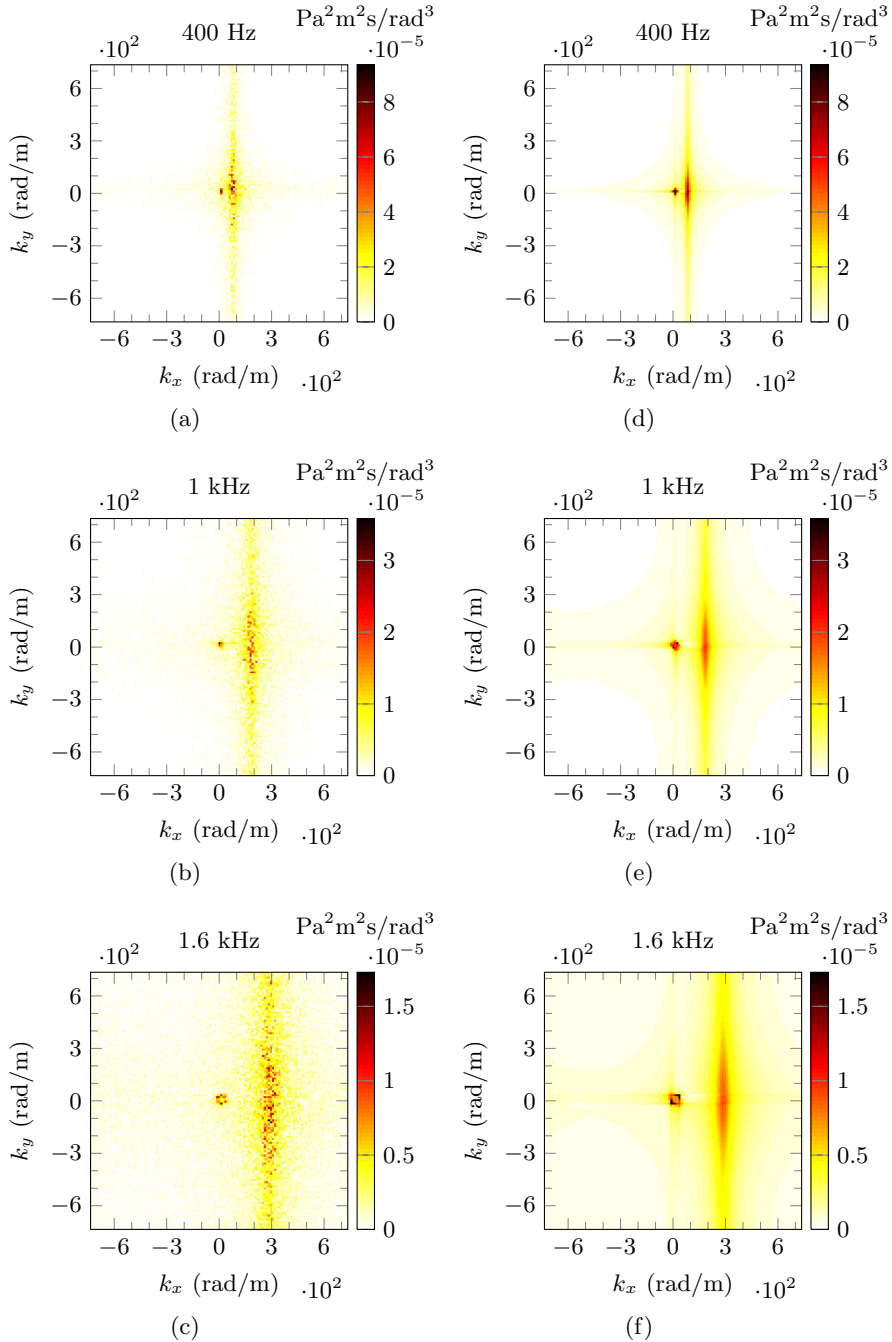 Pa²m²s/rad³
·10² 400 Hz ·10⁻⁵
6
3
0
−3
−6
k_y (rad/m)
8
6
4
2
0
−6 −3 0 3 6
k_x (rad/m) ·10²
(a)
Pa²m²s/rad³
·10² 400 Hz ·10⁻⁵
6
3
0
−3
−6
k_y (rad/m)
8
6
4
2
0
−6 −3 0 3 6
k_x (rad/m) ·10²
(d)
Pa²m²s/rad³
·10² 1 kHz ·10⁻⁵
6
3
0
−3
−6
k_y (rad/m)
3
2
1
0
−6 −3 0 3 6
k_x (rad/m) ·10²
(b)
Pa²m²s/rad³
·10² 1 kHz ·10⁻⁵
6
3
0
−3
−6
k_y (rad/m)
3
2
1
0
−6 −3 0 3 6
k_x (rad/m) ·10²
(e)
Pa²m²s/rad³
·10² 1.6 kHz ·10⁻⁵
6
3
0
−3
−6
k_y (rad/m)
1.5
1
0.5
0
−6 −3 0 3 6
k_x (rad/m) ·10²
(c)
Pa²m²s/rad³
·10² 1.6 kHz ·10⁻⁵
6
3
0
−3
−6
k_y (rad/m)
1.5
1
0.5
0
−6 −3 0 3 6
k_x (rad/m) ·10²
(f)